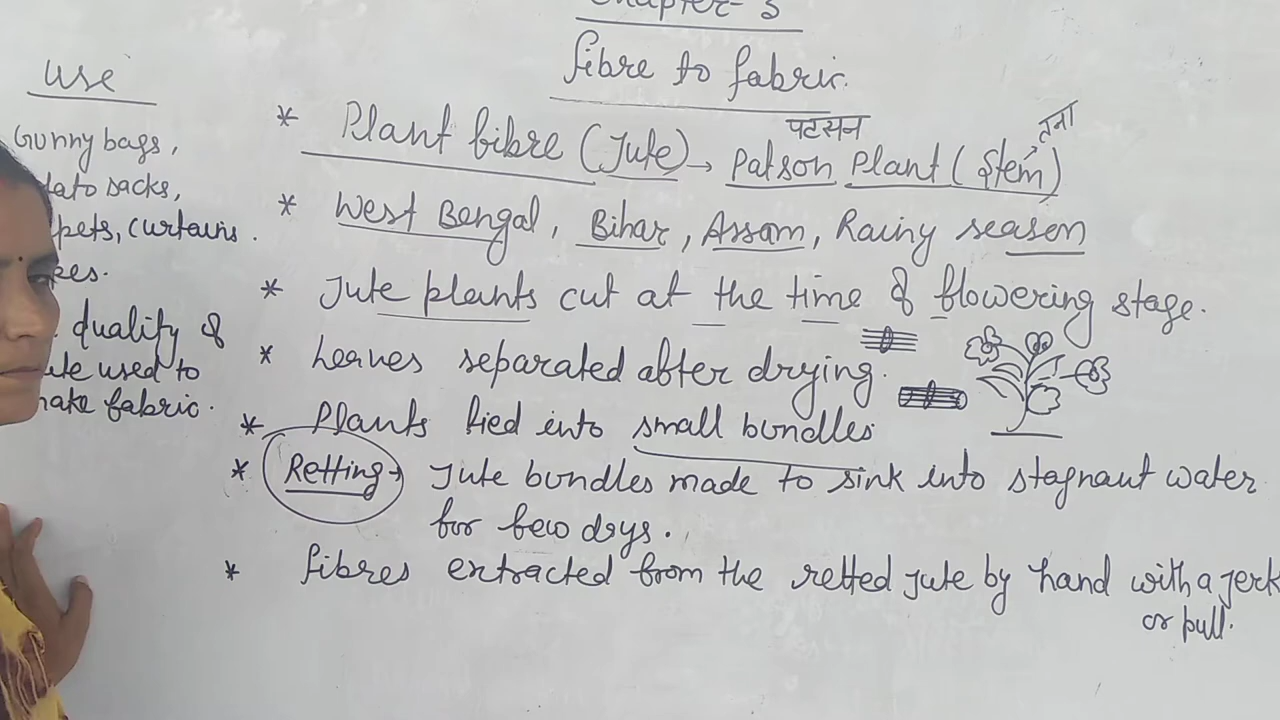 Chapter- 3
fibre to fabric.
Use
Gunny bags,
sacks,
curtains.
quality of
used to
fabric.
* Plant fibre (Jute) → Patson Plant (Stem)
पटसन
तना
* West Bengal, Bihar, Assam, Rainy season
* Jute plants cut at the time of flowering stage.
* Leaves separated after drying.
* Plants tied into small bundles
* Retting → Jute bundles made to sink into stagnaut water
for few days.
* fibres extracted from the retted Jute by hand with a jerk
or pull.